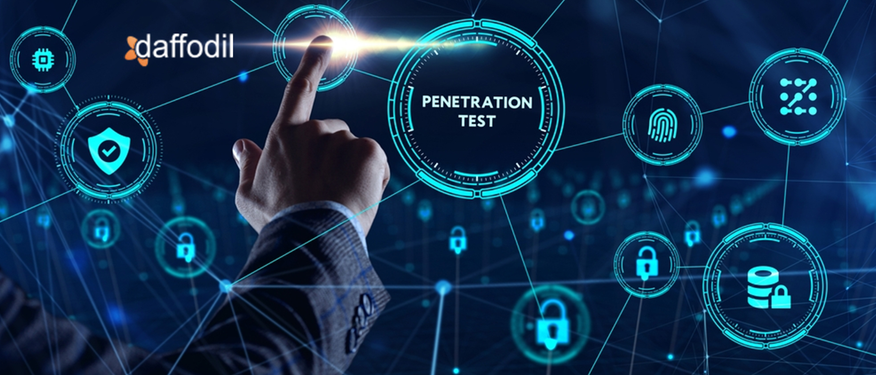 daffodil
PENETRATION
TEST